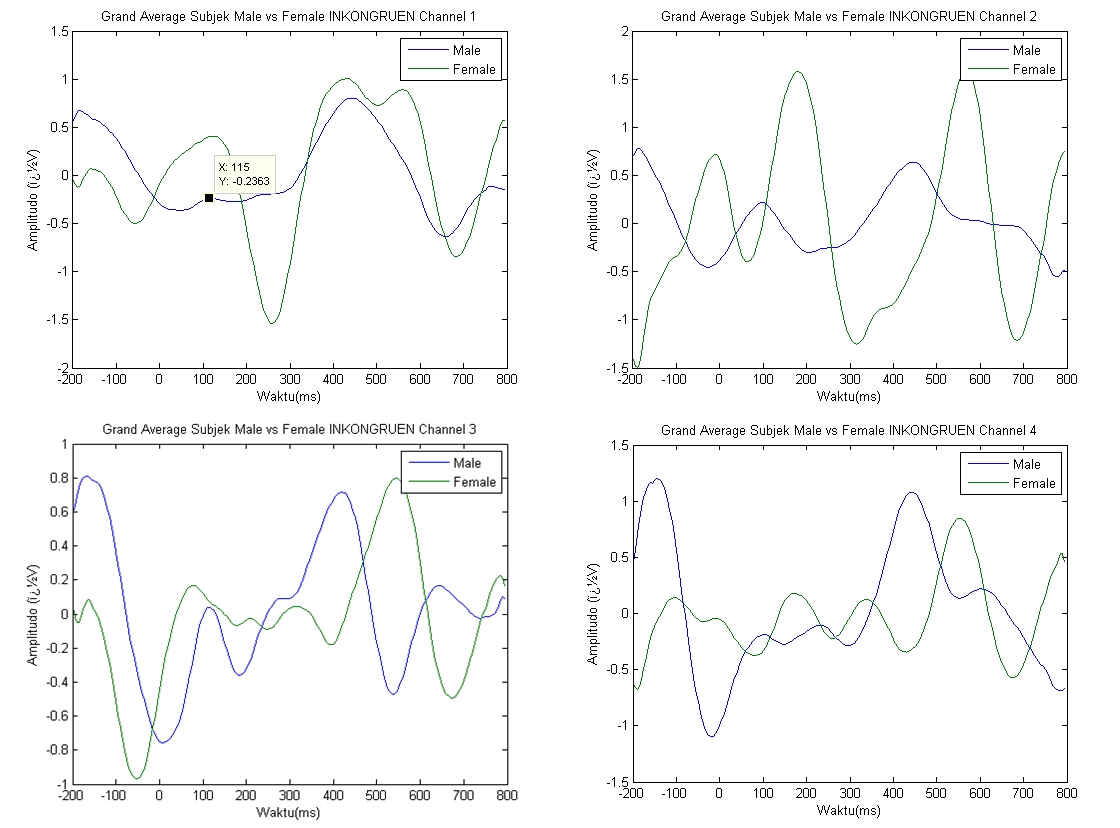 Grand Average Subjek Male vs Female INKONGRUEN Channel 1
1.5
1
0.5
0
-0.5
-1
-1.5
-2
Amplitudo (ï¿½V)
Male
Female
X: 115
Y: -0.2363
-200 -100 0 100 200 300 400 500 600 700 800
Waktu(ms)
Grand Average Subjek Male vs Female INKONGRUEN Channel 2
2
1.5
1
0.5
0
-0.5
-1
-1.5
Amplitudo (ï¿½V)
Male
Female
-200 -100 0 100 200 300 400 500 600 700 800
Waktu(ms)
Grand Average Subjek Male vs Female INKONGRUEN Channel 3
1
0.8
0.6
0.4
0.2
0
-0.2
-0.4
-0.6
-0.8
-1
Amplitudo (ï¿½V)
Male
Female
-200 -100 0 100 200 300 400 500 600 700 800
Waktu(ms)
Grand Average Subjek Male vs Female INKONGRUEN Channel 4
1.5
1
0.5
0
-0.5
-1
-1.5
Amplitudo (ï¿½V)
Male
Female
-200 -100 0 100 200 300 400 500 600 700 800
Waktu(ms)